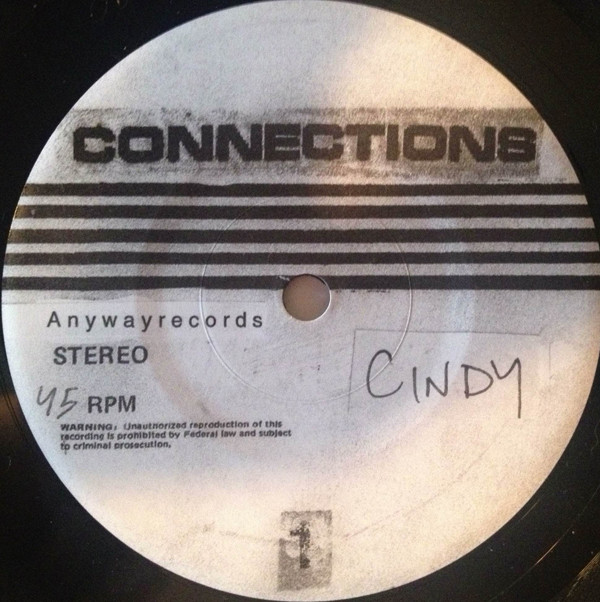 CONNECTIONS
Anywayrecords
STEREO
45 RPM
CINDY
WARNING: Unauthorized reproduction of this
recording is prohibited by Federal law and subject
to criminal prosecution.
1